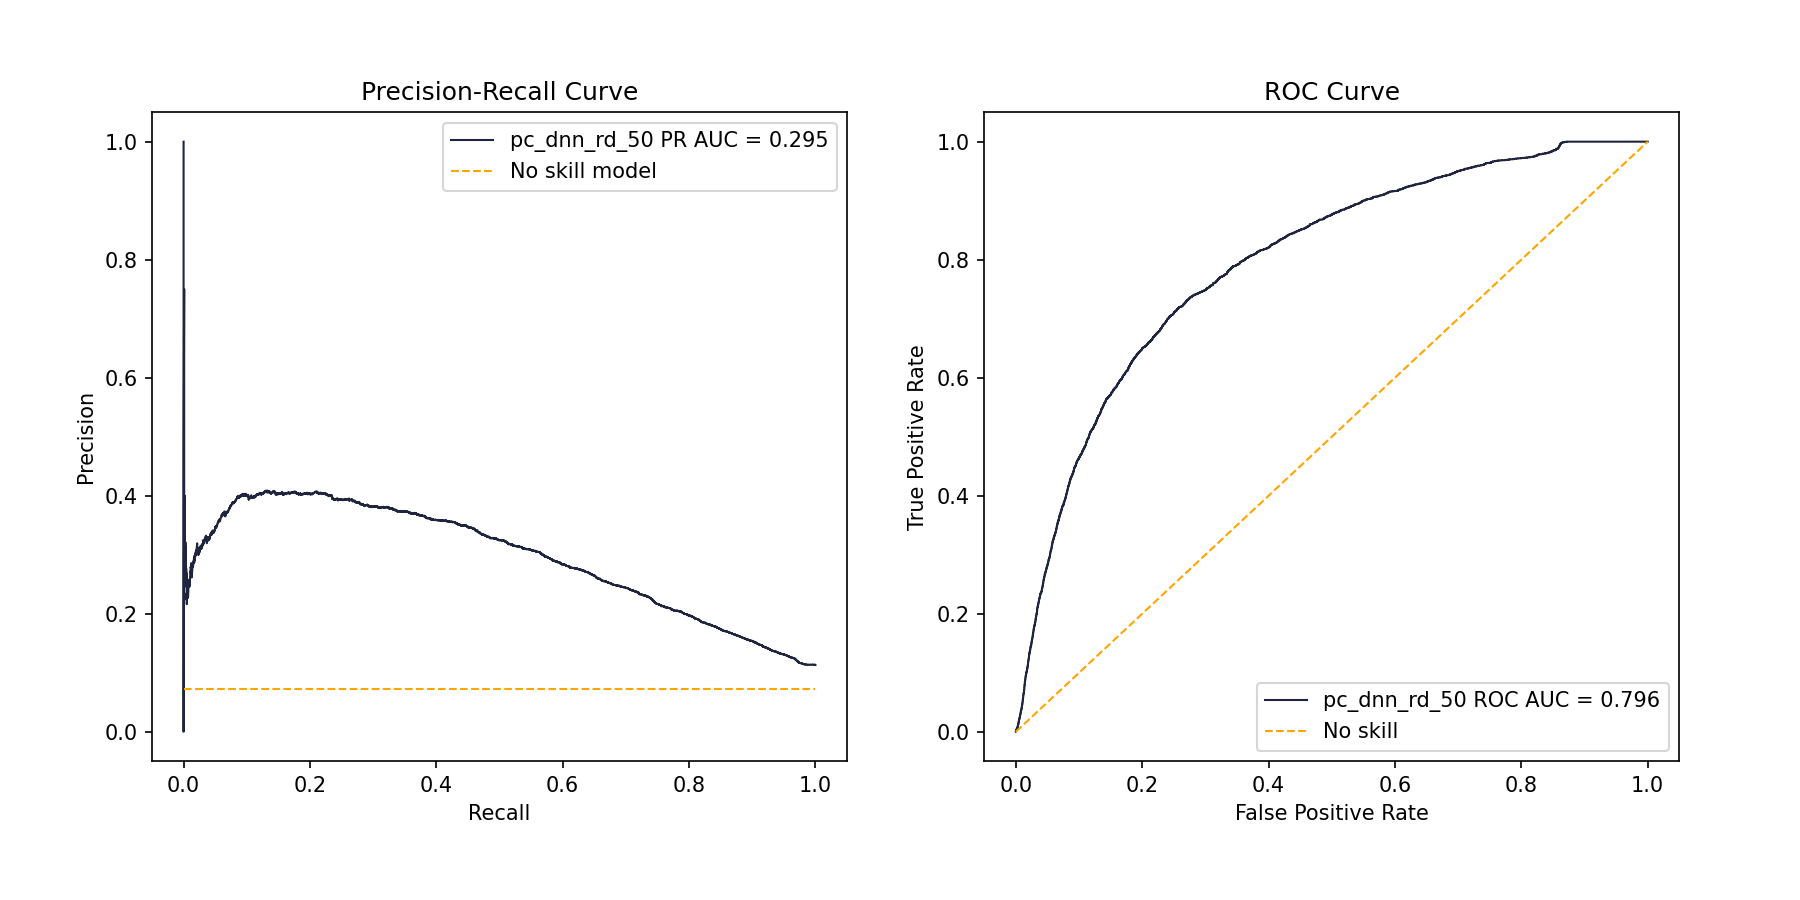 Precision-Recall Curve
1.0
0.8
0.6
0.4
0.2
0.0
Precision
pc_dnn_rd_50 PR AUC = 0.295
No skill model
0.0 0.2 0.4 0.6 0.8 1.0
Recall
ROC Curve
1.0
0.8
0.6
0.4
0.2
0.0
True Positive Rate
pc_dnn_rd_50 ROC AUC = 0.796
No skill
0.0 0.2 0.4 0.6 0.8 1.0
False Positive Rate